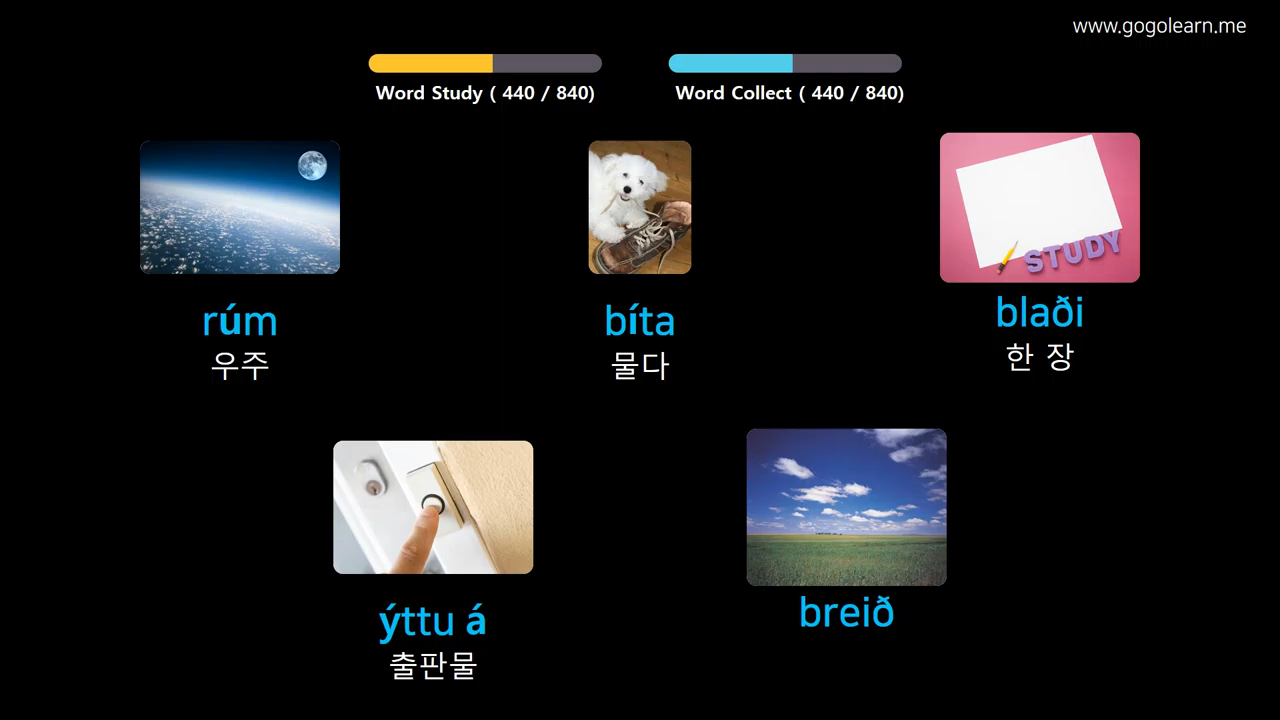 www.gogolearn.me
Word Study ( 440 / 840)
Word Collect ( 440 / 840)
STUDY
rúm
우주
bíta
물다
blaði
한 장
ýttu á
출판물
breið